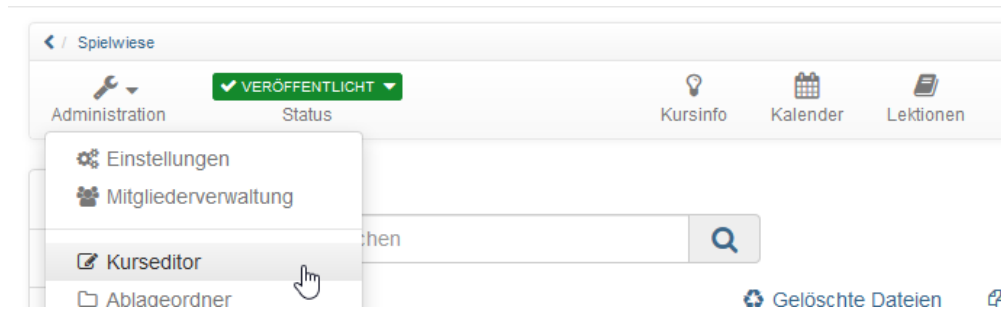 / Spielwiese
✔ VERÖFFENTLICHT
Administration Status Kursinfo Kalender Lektionen
Einstellungen
Mitgliederverwaltung
chen
Kurseditor
Ablageordner
Gelöschte Dateien